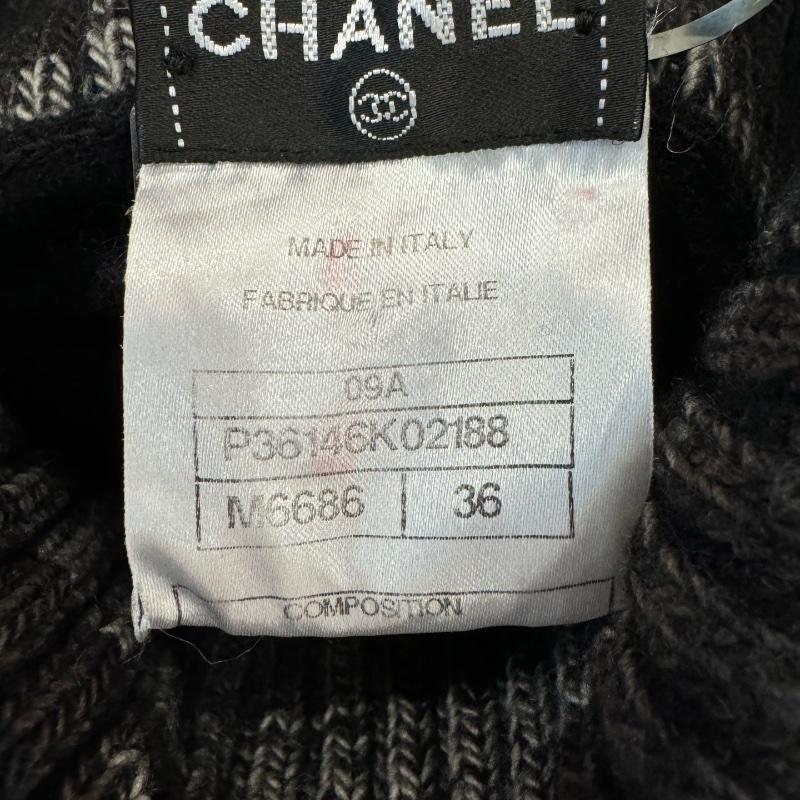 CHANEL
MADE IN ITALY
FABRIQUE EN ITALIE
09A
P36146K02188
M6686 36
COMPOSITION